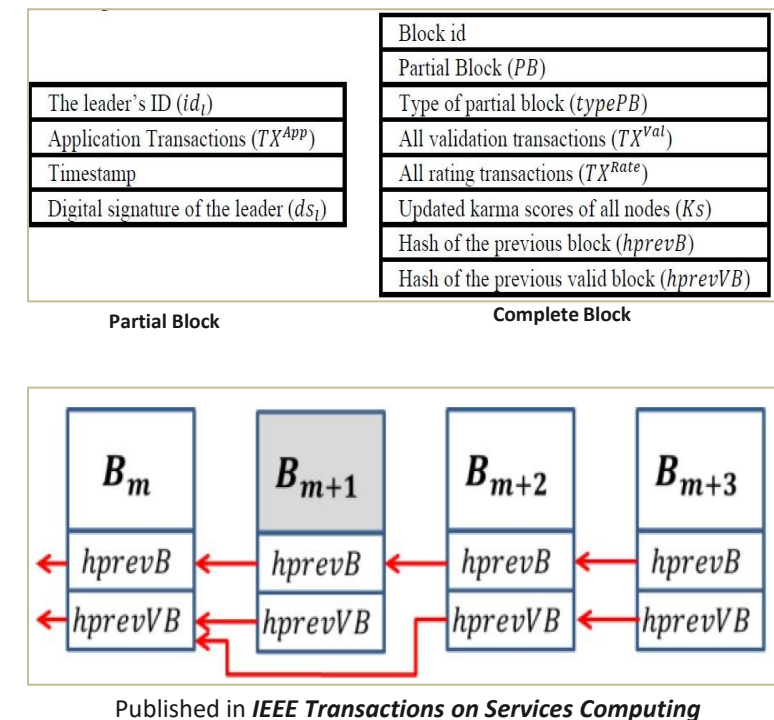 The leader's ID (id_l)
Application Transactions (TX^App)
Timestamp
Digital signature of the leader (ds_l)
Partial Block
Block id
Partial Block (PB)
Type of partial block (typePB)
All validation transactions (TX^Val)
All rating transactions (TX^Rate)
Updated karma scores of all nodes (Ks)
Hash of the previous block (hprevB)
Hash of the previous valid block (hprevVB)
Complete Block
B_m B_m+1 B_m+2 B_m+3
hprevB hprevB hprevB hprevB
hprevVB hprevVB hprevVB hprevVB
Published in IEEE Transactions on Services Computing